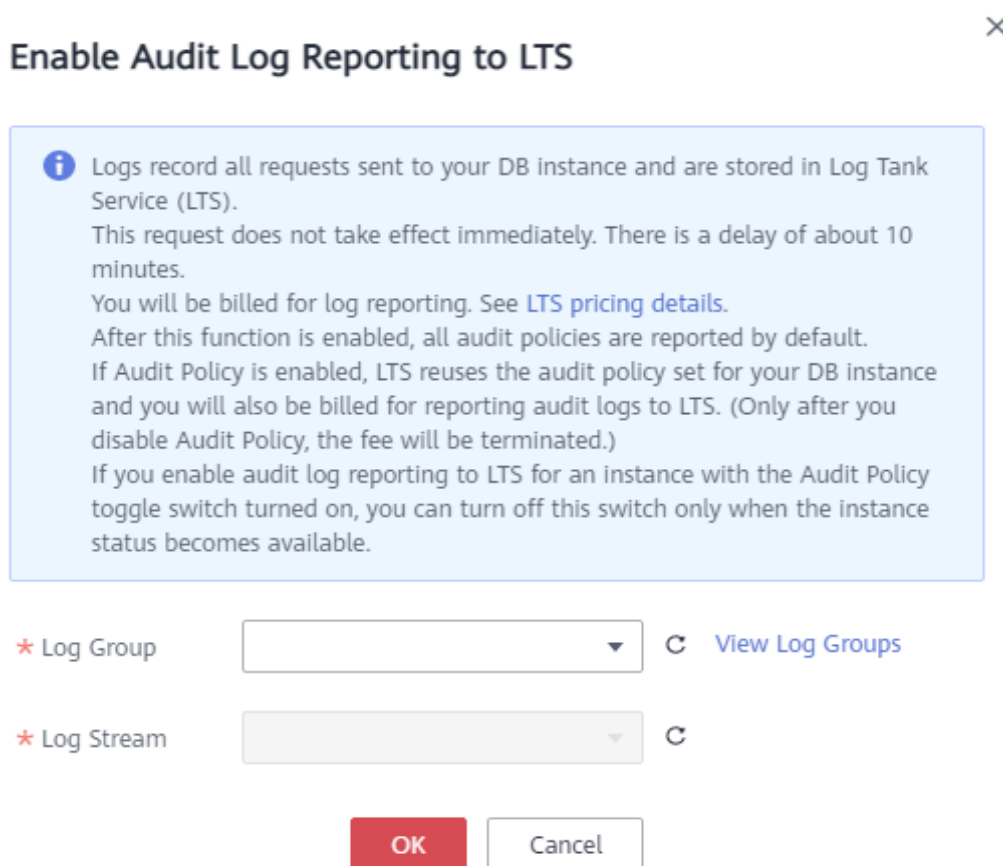 Enable Audit Log Reporting to LTS
Logs record all requests sent to your DB instance and are stored in Log Tank
Service (LTS).
This request does not take effect immediately. There is a delay of about 10
minutes.
You will be billed for log reporting. See LTS pricing details.
After this function is enabled, all audit policies are reported by default.
If Audit Policy is enabled, LTS reuses the audit policy set for your DB instance
and you will also be billed for reporting audit logs to LTS. (Only after you
disable Audit Policy, the fee will be terminated.)
If you enable audit log reporting to LTS for an instance with the Audit Policy
toggle switch turned on, you can turn off this switch only when the instance
status becomes available.
* Log Group View Log Groups
* Log Stream
OK Cancel